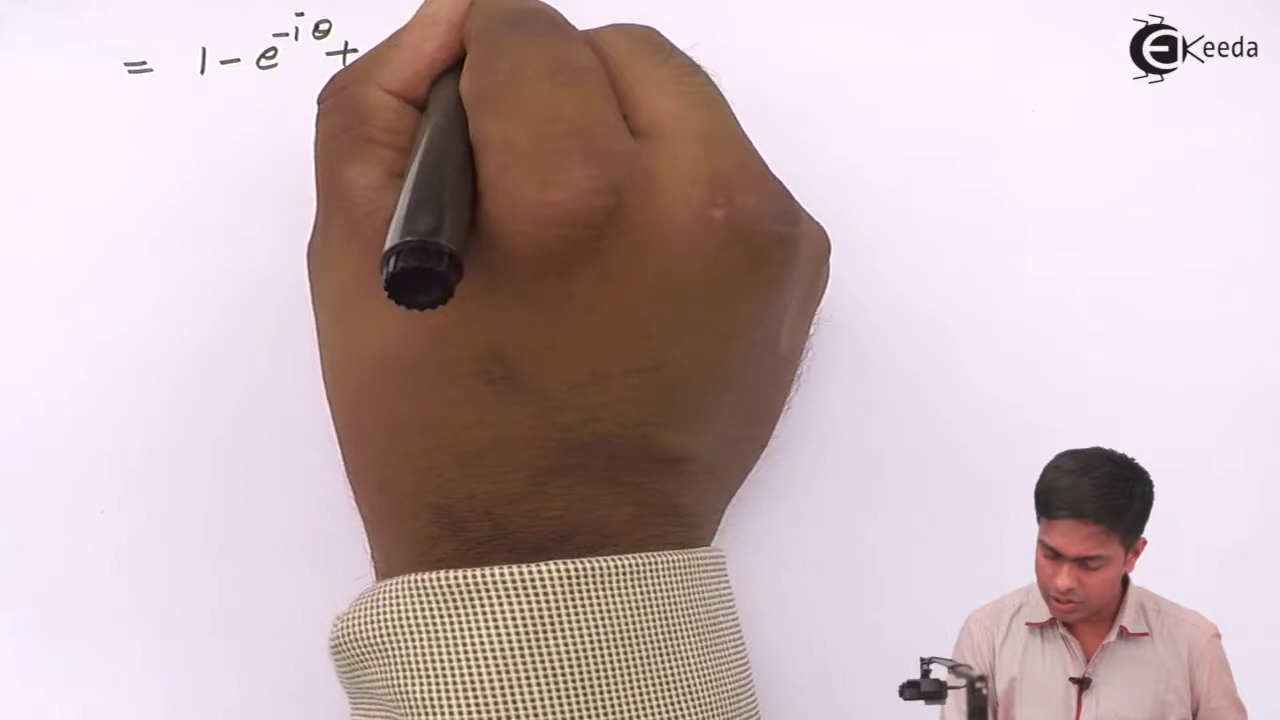 = 1 - e^{-iθ} +
EKeeda